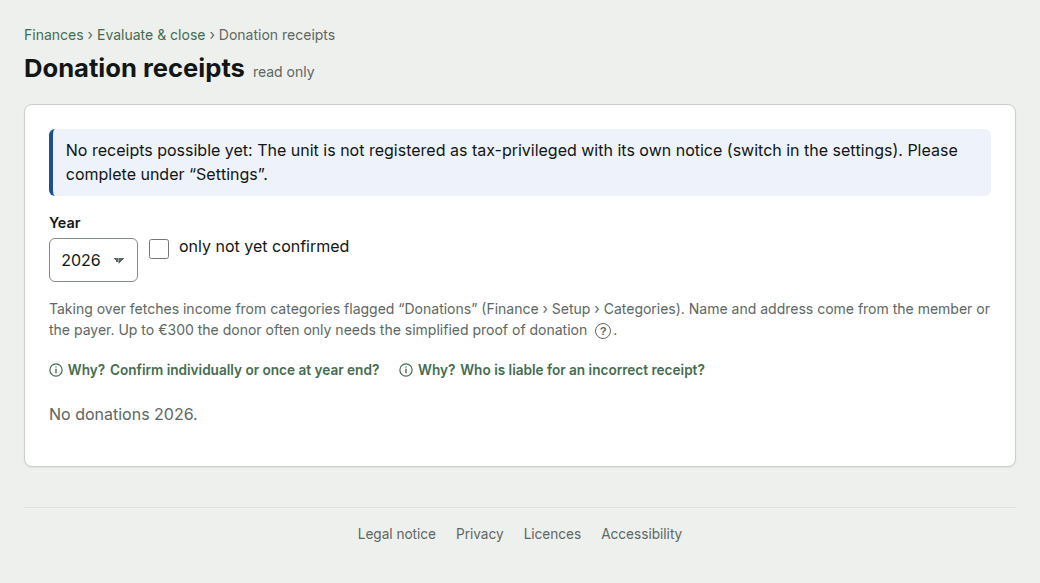 Finances › Evaluate & close › Donation receipts
Donation receipts read only
No receipts possible yet: The unit is not registered as tax-privileged with its own notice (switch in the settings). Please
complete under “Settings”.
Year
2026
only not yet confirmed
Taking over fetches income from categories flagged “Donations” (Finance › Setup › Categories). Name and address come from the member or
the payer. Up to €300 the donor often only needs the simplified proof of donation ?.
Why? Confirm individually or once at year end? Why? Who is liable for an incorrect receipt?
No donations 2026.
Legal notice Privacy Licences Accessibility